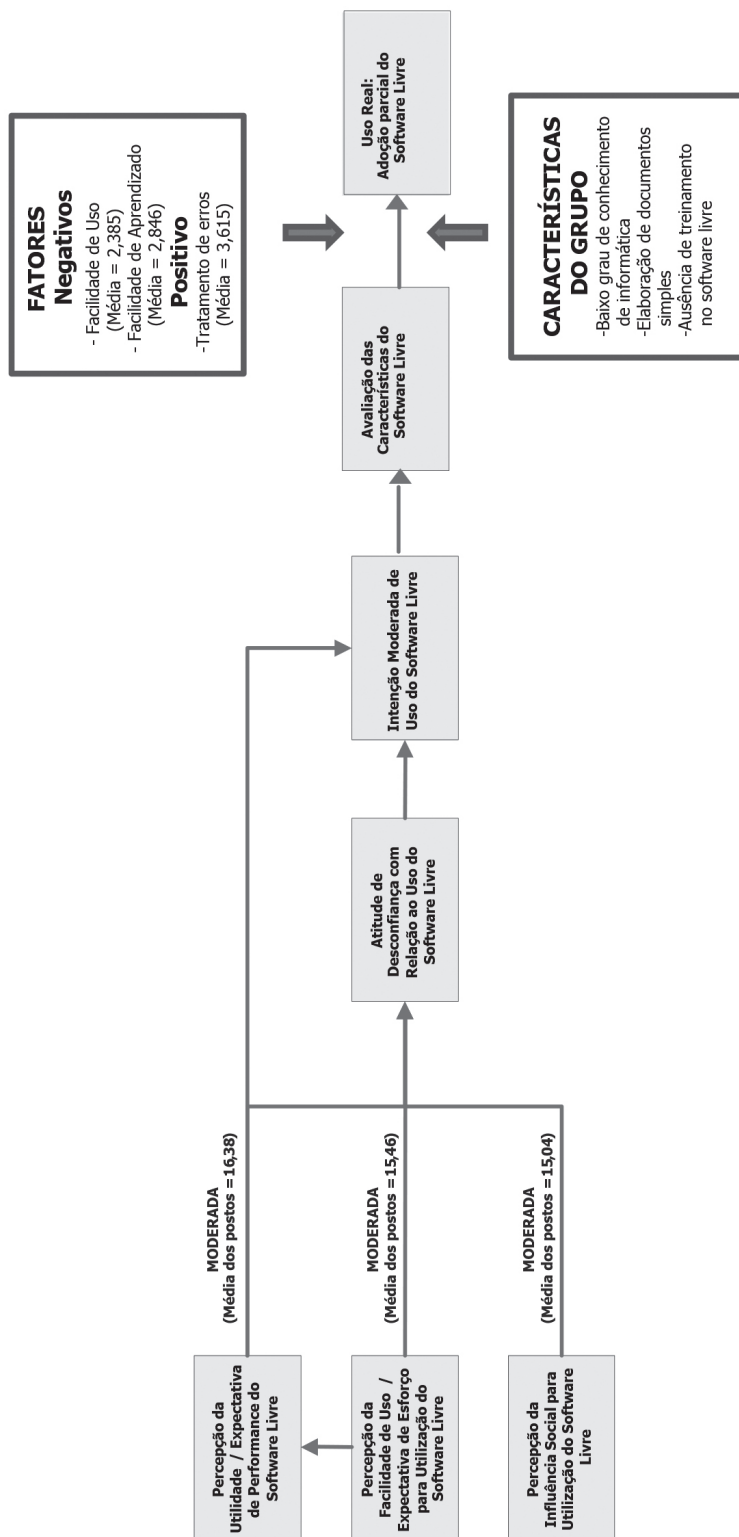 Percepção da
Utilidade / Expectativa
de Performance do
Software Livre
MODERADA
(Média dos postos =16,38)
Percepção da
Facilidade de Uso /
Expectativa de Esforço
para Utilização do
Software Livre
MODERADA
(Média dos postos =15,46)
Percepção da
Influência Social para
Utilização do Software
Livre
MODERADA
(Média dos postos =15,04)
Atitude de
Desconfiança com
Relação ao Uso do
Software Livre
Intenção Moderada de
Uso do Software Livre
Avaliação das
Características do
Software Livre
FATORES
Negativos
- Facilidade de Uso
(Média = 2,385)
- Facilidade de Aprendizado
(Média = 2,846)
Positivo
-Tratamento de erros
(Média = 3,615)
Uso Real:
Adoção parcial do
Software Livre
CARACTERÍSTICAS
DO GRUPO
-Baixo grau de conhecimento
de informática
-Elaboração de documentos
simples
-Ausência de treinamento
no software livre